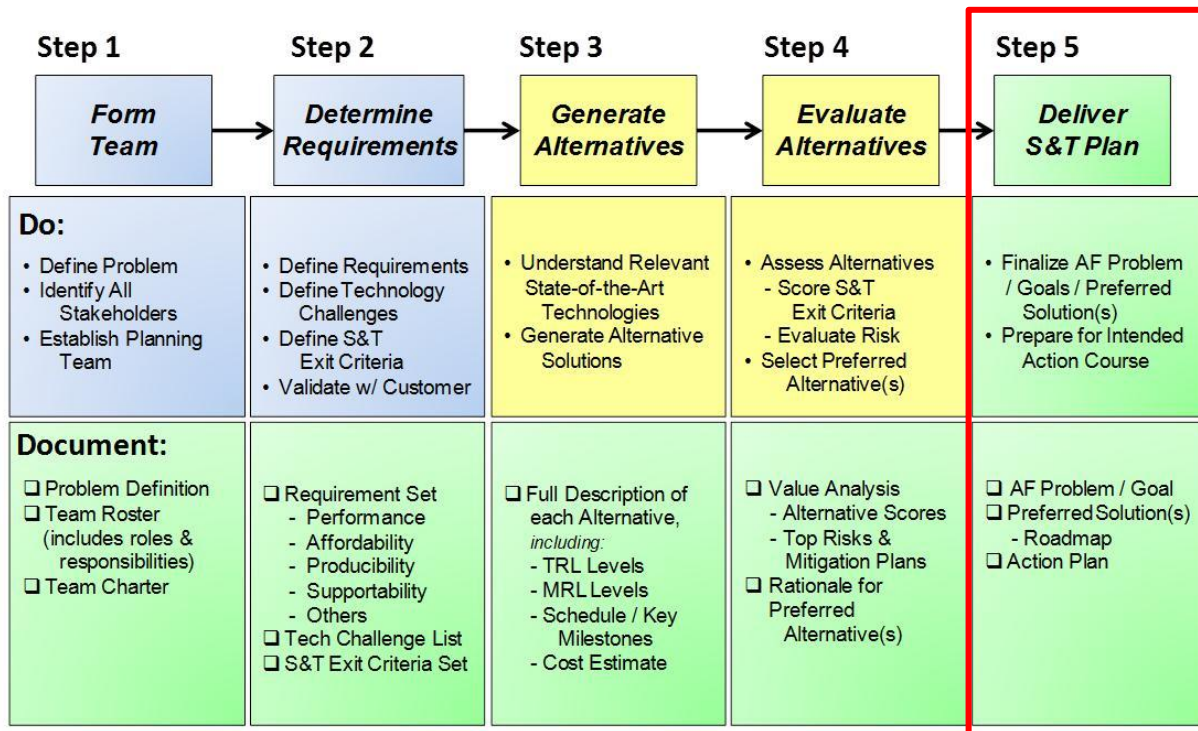 Step 1
Step 2
Step 3
Step 4
Step 5
Form
Team
Determine
Requirements
Generate
Alternatives
Evaluate
Alternatives
Deliver
S&T Plan
Do:
• Define Problem
• Identify All
Stakeholders
• Establish Planning
Team
• Define Requirements
• Define Technology
Challenges
• Define S&T
Exit Criteria
• Validate w/ Customer
• Understand Relevant
State-of-the-Art
Technologies
• Generate Alternative
Solutions
• Assess Alternatives
- Score S&T
Exit Criteria
- Evaluate Risk
• Select Preferred
Alternative(s)
• Finalize AF Problem
/ Goals / Preferred
Solution(s)
• Prepare for Intended
Action Course
Document:
❑ Problem Definition
❑ Team Roster
(includes roles &
responsibilities)
❑ Team Charter
❑ Requirement Set
- Performance
- Affordability
- Producibility
- Supportability
- Others
❑ Tech Challenge List
❑ S&T Exit Criteria Set
❑ Full Description of
each Alternative,
including:
- TRL Levels
- MRL Levels
- Schedule / Key
Milestones
- Cost Estimate
❑ Value Analysis
- Alternative Scores
- Top Risks &
Mitigation Plans
❑ Rationale for
Preferred
Alternative(s)
❑ AF Problem / Goal
❑ Preferred Solution(s)
- Roadmap
❑ Action Plan